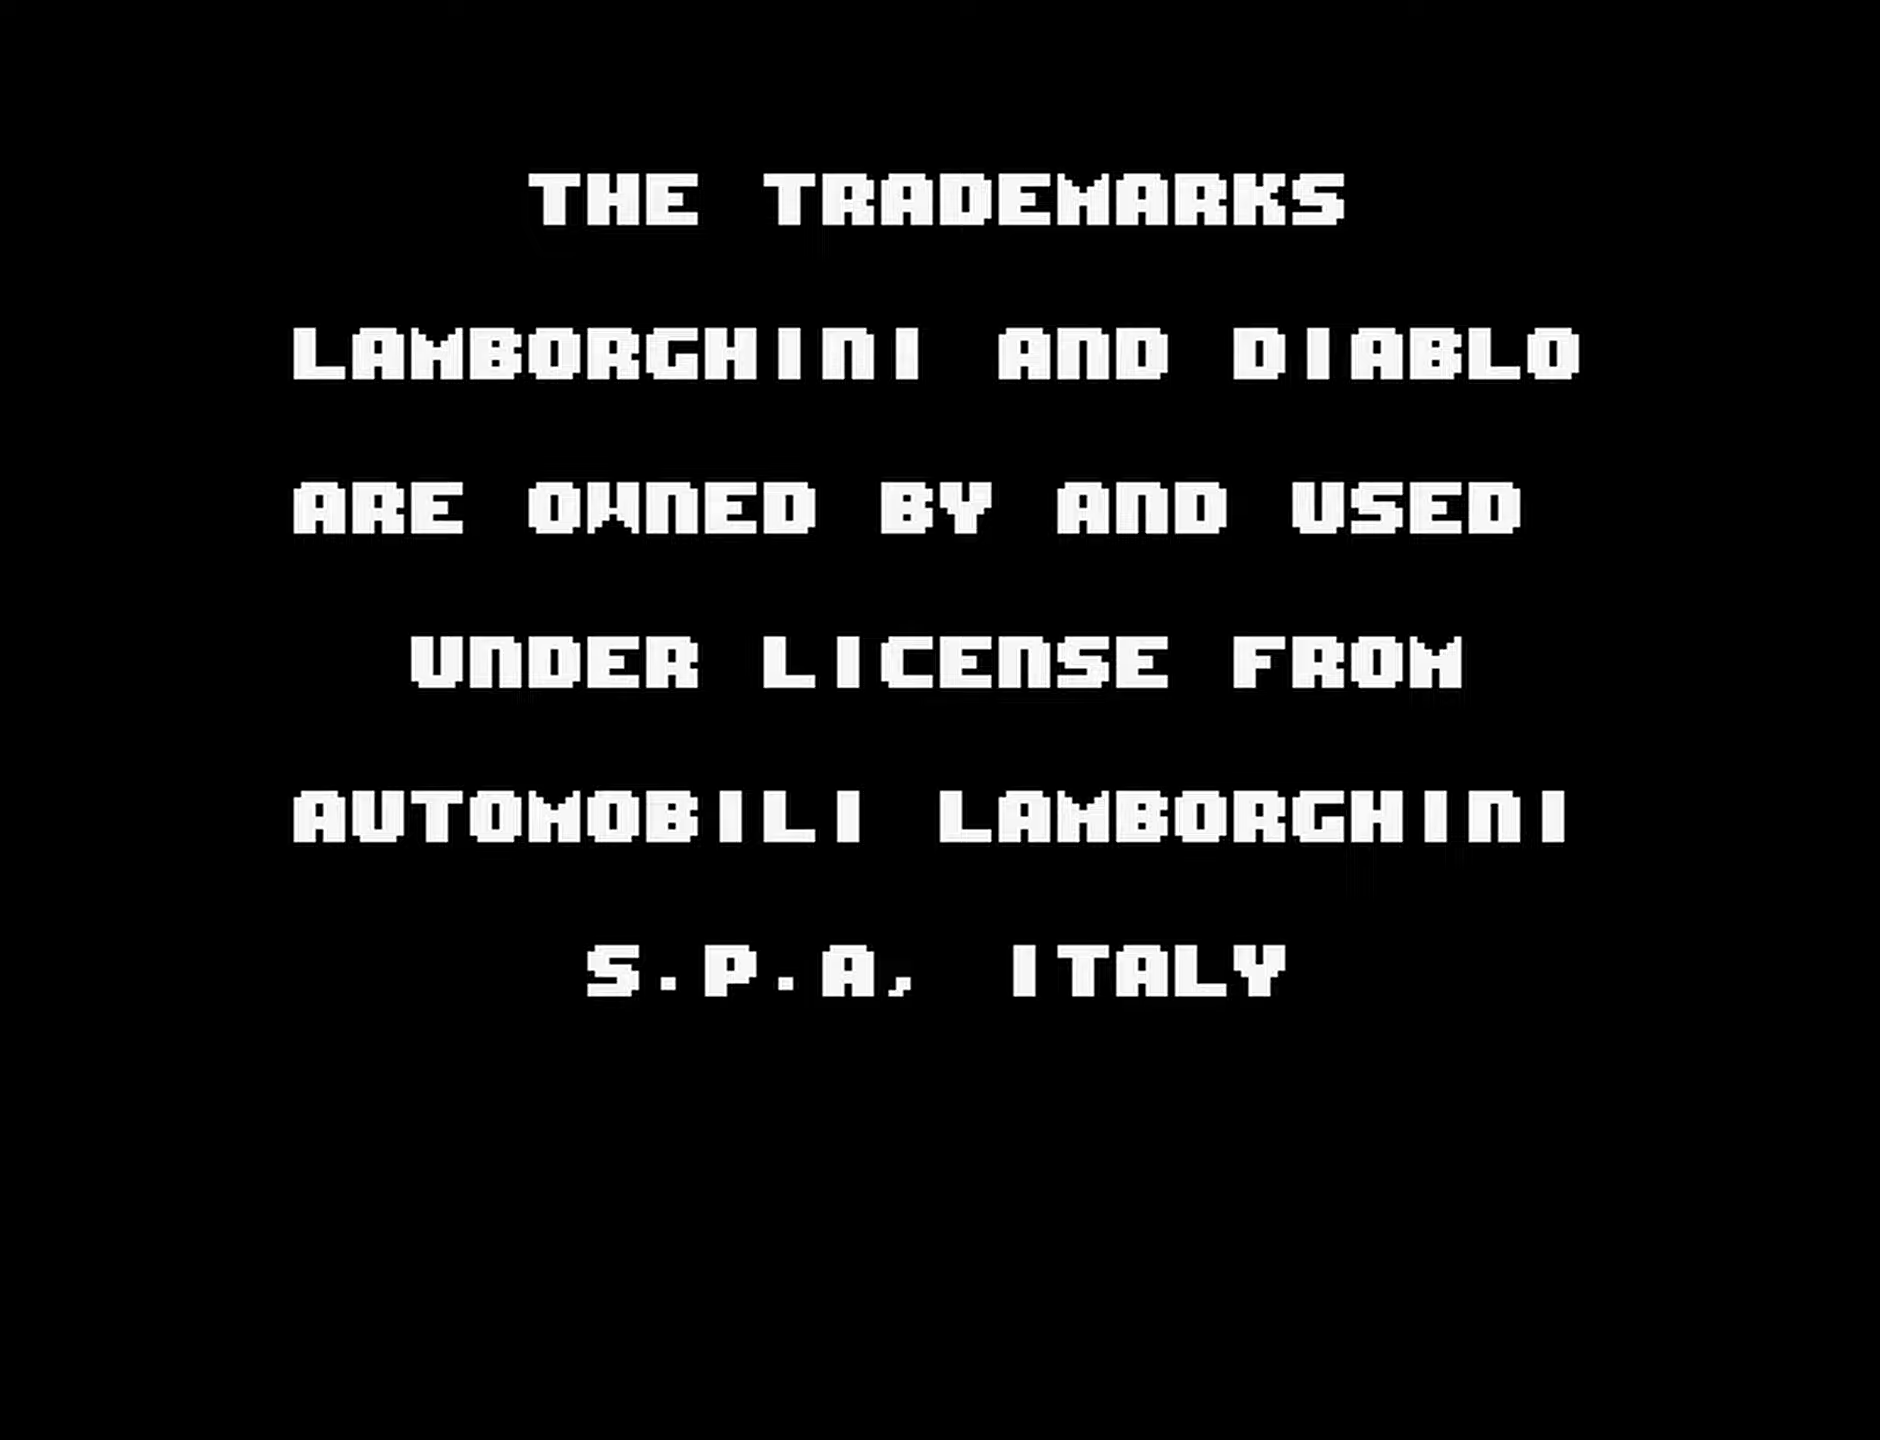 THE TRADEMARKS
LAMBORGHINI AND DIABLO
ARE OWNED BY AND USED
UNDER LICENSE FROM
AUTOMOBILI LAMBORGHINI
S.P.A, ITALY